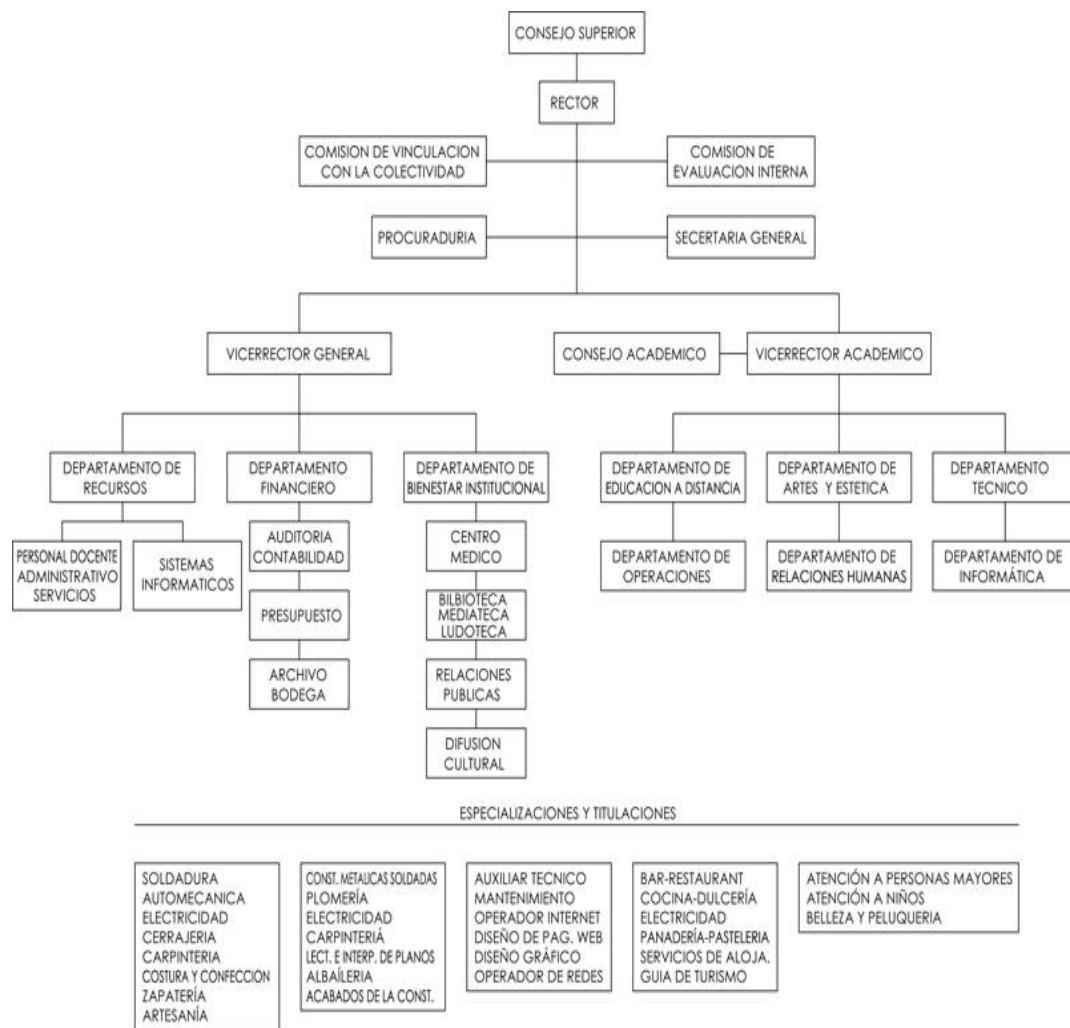 CONSEJO SUPERIOR
RECTOR
COMISION DE VINCULACION
CON LA COLECTIVIDAD
COMISION DE
EVALUACION INTERNA
PROCURADURIA
SECERTARIA GENERAL
VICERRECTOR GENERAL
CONSEJO ACADEMICO
VICERRECTOR ACADEMICO
DEPARTAMENTO DE
RECURSOS
DEPARTAMENTO
FINANCIERO
DEPARTAMENTO DE
BIENESTAR INSTITUCIONAL
DEPARTAMENTO DE
EDUCACION A DISTANCIA
DEPARTAMENTO DE
ARTES Y ESTETICA
DEPARTAMENTO
TECNICO
PERSONAL DOCENTE
ADMINISTRATIVO
SERVICIOS
SISTEMAS
INFORMATICOS
AUDITORIA
CONTABILIDAD
CENTRO
MEDICO
DEPARTAMENTO DE
OPERACIONES
DEPARTAMENTO DE
RELACIONES HUMANAS
DEPARTAMENTO DE
INFORMÁTICA
PRESUPUESTO
BILBIOTECA
MEDIATECA
LUDOTECA
ARCHIVO
BODEGA
RELACIONES
PUBLICAS
DIFUSION
CULTURAL
ESPECIALIZACIONES Y TITULACIONES
SOLDADURA
AUTOMECANICA
ELECTRICIDAD
CERRAJERIA
CARPINTERIA
COSTURA Y CONFECCION
ZAPATERÍA
ARTESANÍA
CONST. METALICAS SOLDADAS
PLOMERÍA
ELECTRICIDAD
CARPINTERIÁ
LECT. E INTERP. DE PLANOS
ALBAÍLERIA
ACABADOS DE LA CONST.
AUXILIAR TECNICO
MANTENIMIENTO
OPERADOR INTERNET
DISEÑO DE PAG. WEB
DISEÑO GRÁFICO
OPERADOR DE REDES
BAR-RESTAURANT
COCINA-DULCERÍA
ELECTRICIDAD
PANADERÍA-PASTELERIA
SERVICIOS DE ALOJA.
GUIA DE TURISMO
ATENCIÓN A PERSONAS MAYORES
ATENCIÓN A NIÑOS
BELLEZA Y PELUQUERIA